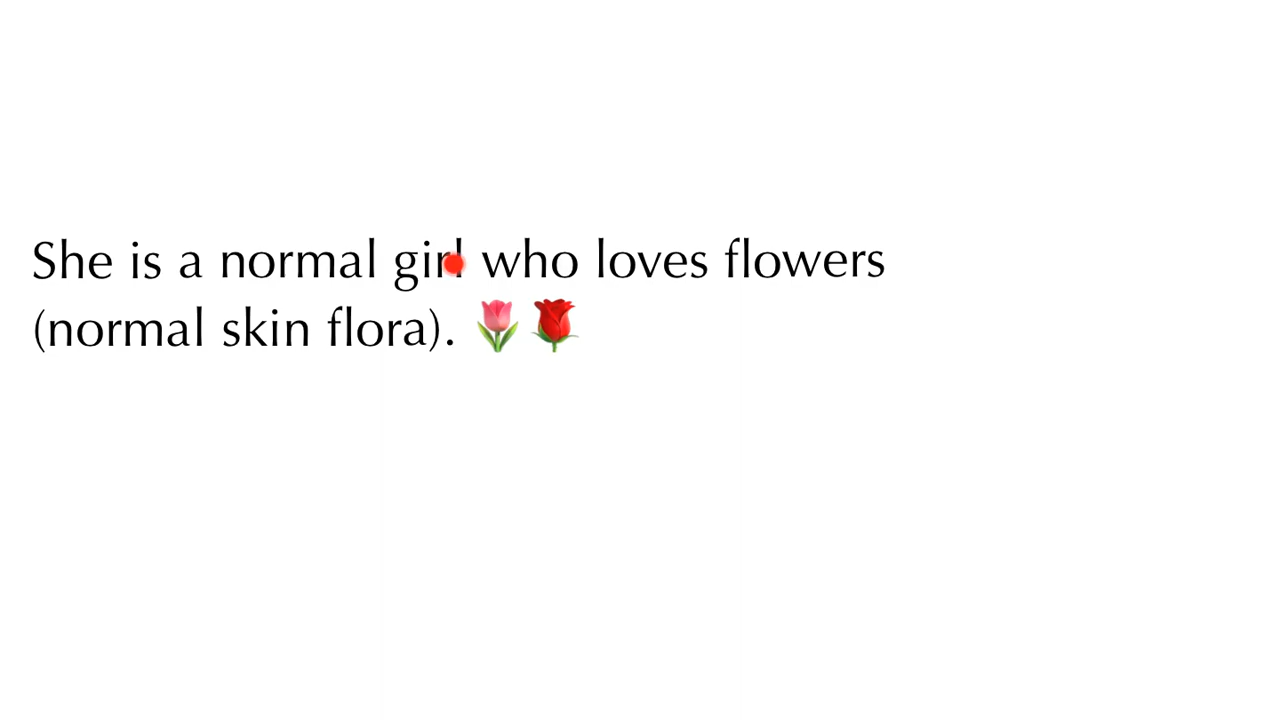 She is a normal girl who loves flowers
(normal skin flora). 🌷🌹